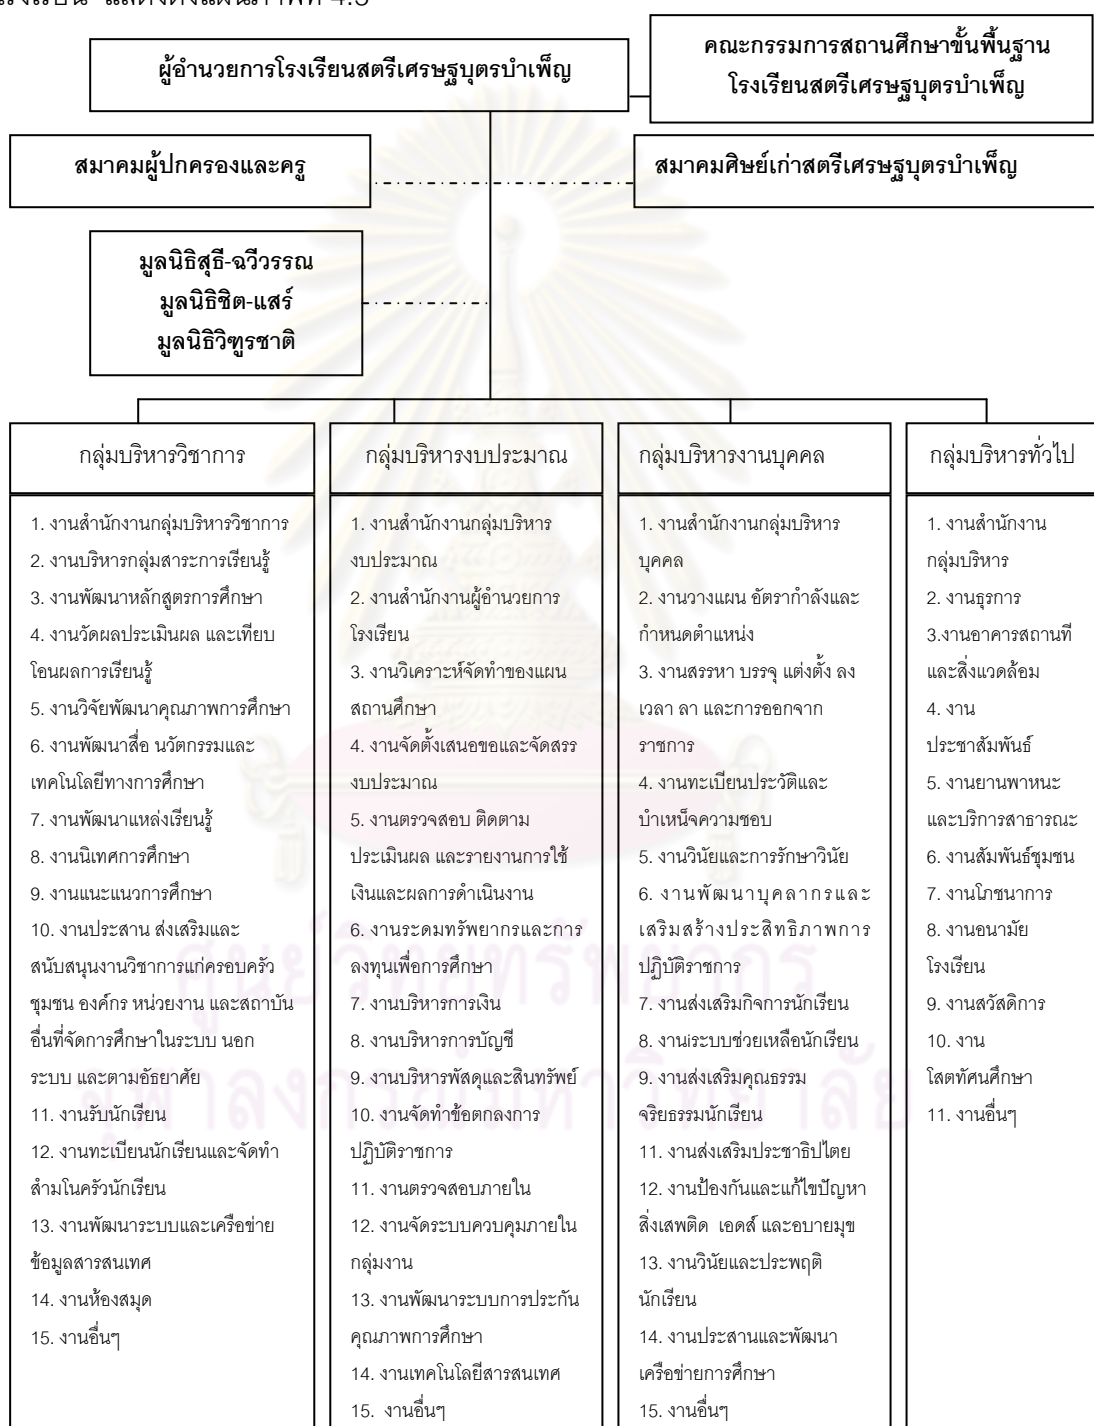 แสดงดังแผนภาพที่ 4.3
ผู้อำนวยการโรงเรียนสตรีเศรษฐบุตรบำเพ็ญ
คณะกรรมการสถานศึกษาขั้นพื้นฐาน
โรงเรียนสตรีเศรษฐบุตรบำเพ็ญ
สมาคมผู้ปกครองและครู
สมาคมศิษย์เก่าสตรีเศรษฐบุตรบำเพ็ญ
มูลนิธิสุธี-ฉวีวรรณ
มูลนิธิชิต-แสร์
มูลนิธิวิฑูรชาติ
กลุ่มบริหารวิชาการ
1. งานสำนักงานกลุ่มบริหารวิชาการ
2. งานบริหารกลุ่มสาระการเรียนรู้
3. งานพัฒนาหลักสูตรการศึกษา
4. งานวัดผลประเมินผล และเทียบ
โอนผลการเรียนรู้
5. งานวิจัยพัฒนาคุณภาพการศึกษา
6. งานพัฒนาสื่อ นวัตกรรมและ
เทคโนโลยีทางการศึกษา
7. งานพัฒนาแหล่งเรียนรู้
8. งานนิเทศการศึกษา
9. งานแนะแนวการศึกษา
10. งานประสาน ส่งเสริมและ
สนับสนุนงานวิชาการแก่ครอบครัว
ชุมชน องค์กร หน่วยงาน และสถาบัน
อื่นที่จัดการศึกษาในระบบ นอก
ระบบ และตามอัธยาศัย
11. งานรับนักเรียน
12. งานทะเบียนนักเรียนและจัดทำ
สำมโนครัวนักเรียน
13. งานพัฒนาระบบและเครือข่าย
ข้อมูลสารสนเทศ
14. งานห้องสมุด
15. งานอื่นๆ
กลุ่มบริหารงบประมาณ
1. งานสำนักงานกลุ่มบริหาร
งบประมาณ
2. งานสำนักงานผู้อำนวยการ
โรงเรียน
3. งานวิเคราะห์จัดทำของแผน
สถานศึกษา
4. งานจัดตั้งเสนอขอและจัดสรร
งบประมาณ
5. งานตรวจสอบ ติดตาม
ประเมินผล และรายงานการใช้
เงินและผลการดำเนินงาน
6. งานระดมทรัพยากรและการ
ลงทุนเพื่อการศึกษา
7. งานบริหารการเงิน
8. งานบริหารการบัญชี
9. งานบริหารพัสดุและสินทรัพย์
10. งานจัดทำข้อตกลงการ
ปฏิบัติราชการ
11. งานตรวจสอบภายใน
12. งานจัดระบบควบคุมภายใน
กลุ่มงาน
13. งานพัฒนาระบบการประกัน
คุณภาพการศึกษา
14. งานเทคโนโลยีสารสนเทศ
15. งานอื่นๆ
กลุ่มบริหารงานบุคคล
1. งานสำนักงานกลุ่มบริหาร
บุคคล
2. งานวางแผน อัตรากำลังและ
กำหนดตำแหน่ง
3. งานสรรหา บรรจุ แต่งตั้ง ลง
เวลา ลา และการออกจาก
ราชการ
4. งานทะเบียนประวัติและ
บำเหน็จความชอบ
5. งานวินัยและการรักษาวินัย
6. งานพัฒนาบุคลากรและ
เสริมสร้างประสิทธิภาพการ
ปฏิบัติราชการ
7. งานส่งเสริมกิจการนักเรียน
8. งานiระบบช่วยเหลือนักเรียน
9. งานส่งเสริมคุณธรรม
จริยธรรมนักเรียน
11. งานส่งเสริมประชาธิปไตย
12. งานป้องกันและแก้ไขปัญหา
สิ่งเสพติด เอดส์ และอบายมุข
13. งานวินัยและประพฤติ
นักเรียน
14. งานประสานและพัฒนา
เครือข่ายการศึกษา
15. งานอื่นๆ
กลุ่มบริหารทั่วไป
1. งานสำนักงาน
กลุ่มบริหาร
2. งานธุรการ
3.งานอาคารสถานที
และสิ่งแวดล้อม
4. งาน
ประชาสัมพันธ์
5. งานยานพาหนะ
และบริการสาธารณะ
6. งานสัมพันธ์ชุมชน
7. งานโภชนาการ
8. งานอนามัย
โรงเรียน
9. งานสวัสดิการ
10. งาน
โสตทัศนศึกษา
11. งานอื่นๆ
ศูนย์วิทยทรัพยากร
จุฬาลงกรณ์มหาวิทยาลัย